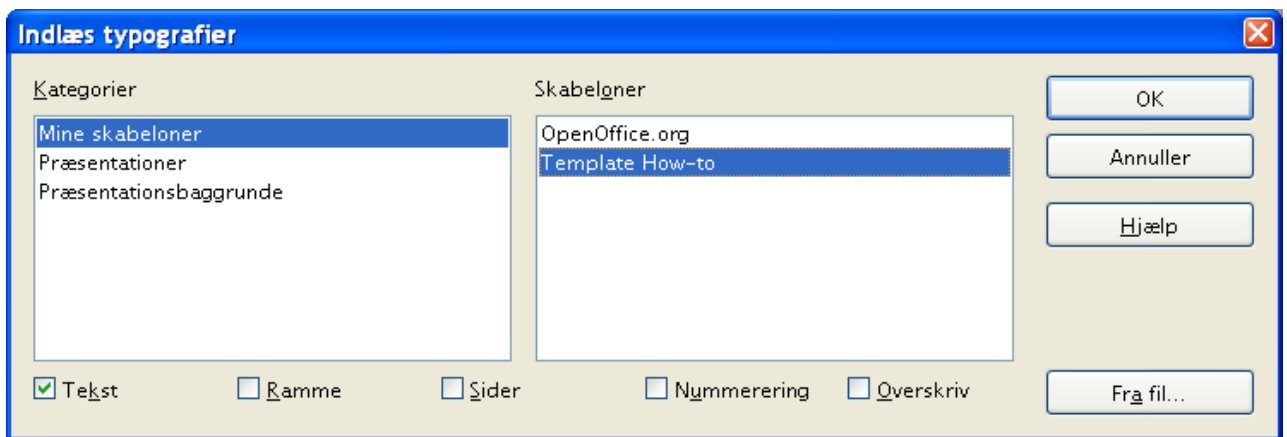 Indlæs typografier
Kategorier
Skabeloner
OK
Mine skabeloner
OpenOffice.org
Præsentationer
Template How-to
Annuller
Præsentationsbaggrunde
Hjælp
Tekst
Ramme
Sider
Nummerering
Overskriv
Fra fil...